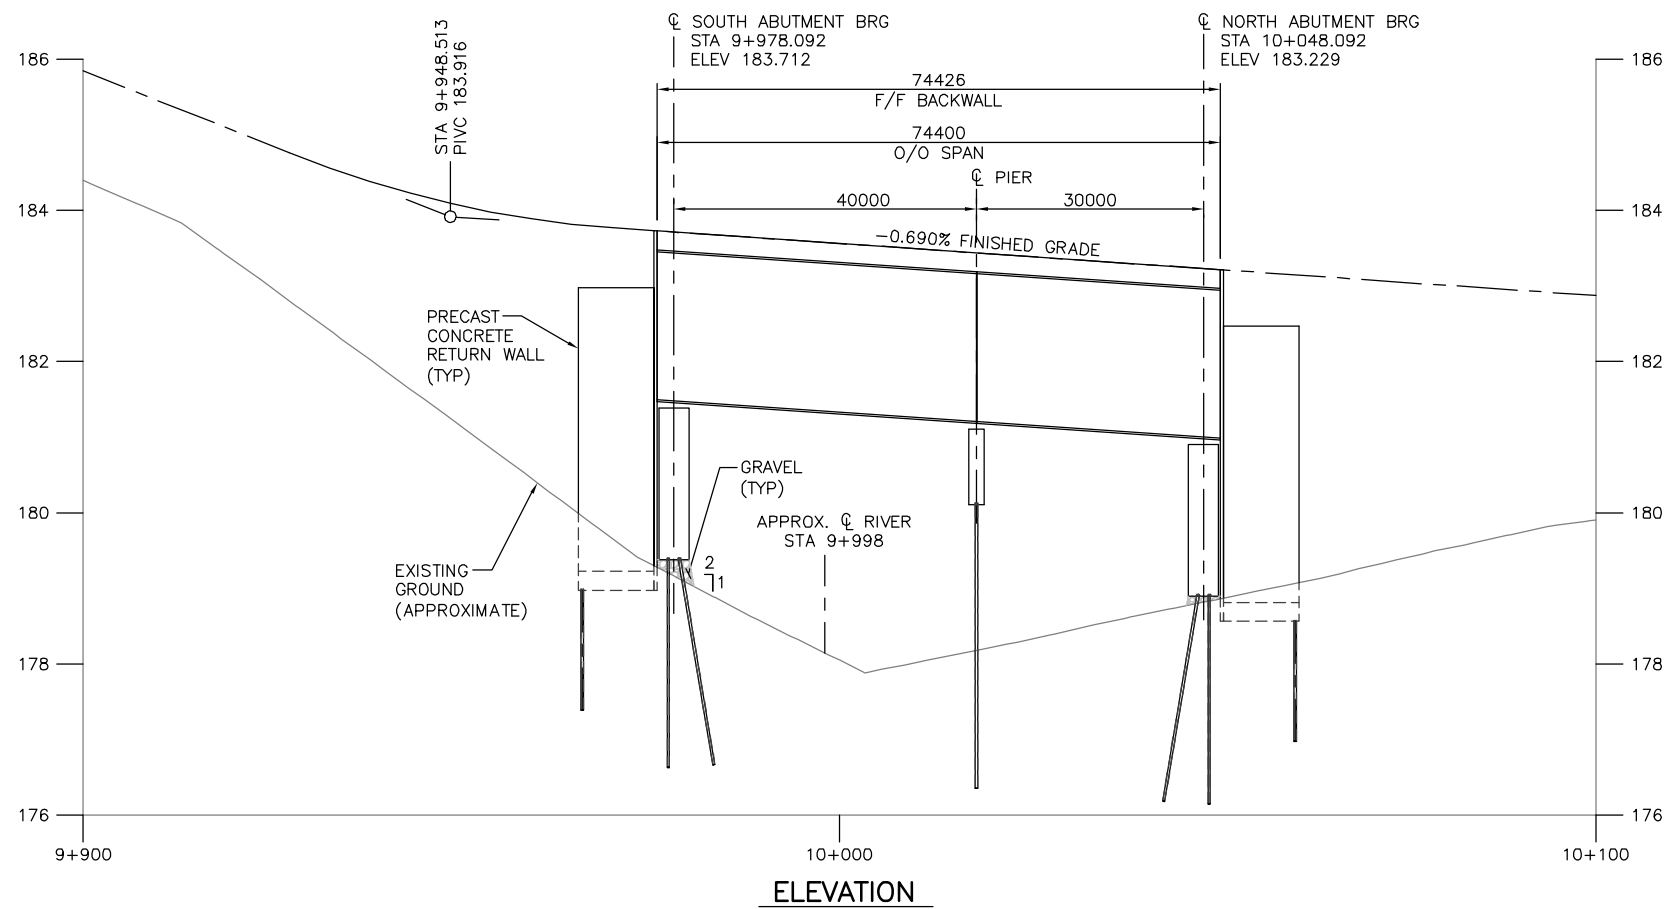 ℄ SOUTH ABUTMENT BRG
STA 9+978.092
ELEV 183.712
℄ NORTH ABUTMENT BRG
STA 10+048.092
ELEV 183.229
STA 9+948.513
PIVC 183.916
186
186
74426
F/F BACKWALL
74400
O/O SPAN
℄ PIER
40000
30000
184
184
-0.690% FINISHED GRADE
PRECAST
CONCRETE
RETURN WALL
(TYP)
182
182
GRAVEL
(TYP)
APPROX. ℄ RIVER
STA 9+998
180
180
2
1
EXISTING
GROUND
(APPROXIMATE)
178
178
176
176
9+900
10+000
10+100
ELEVATION